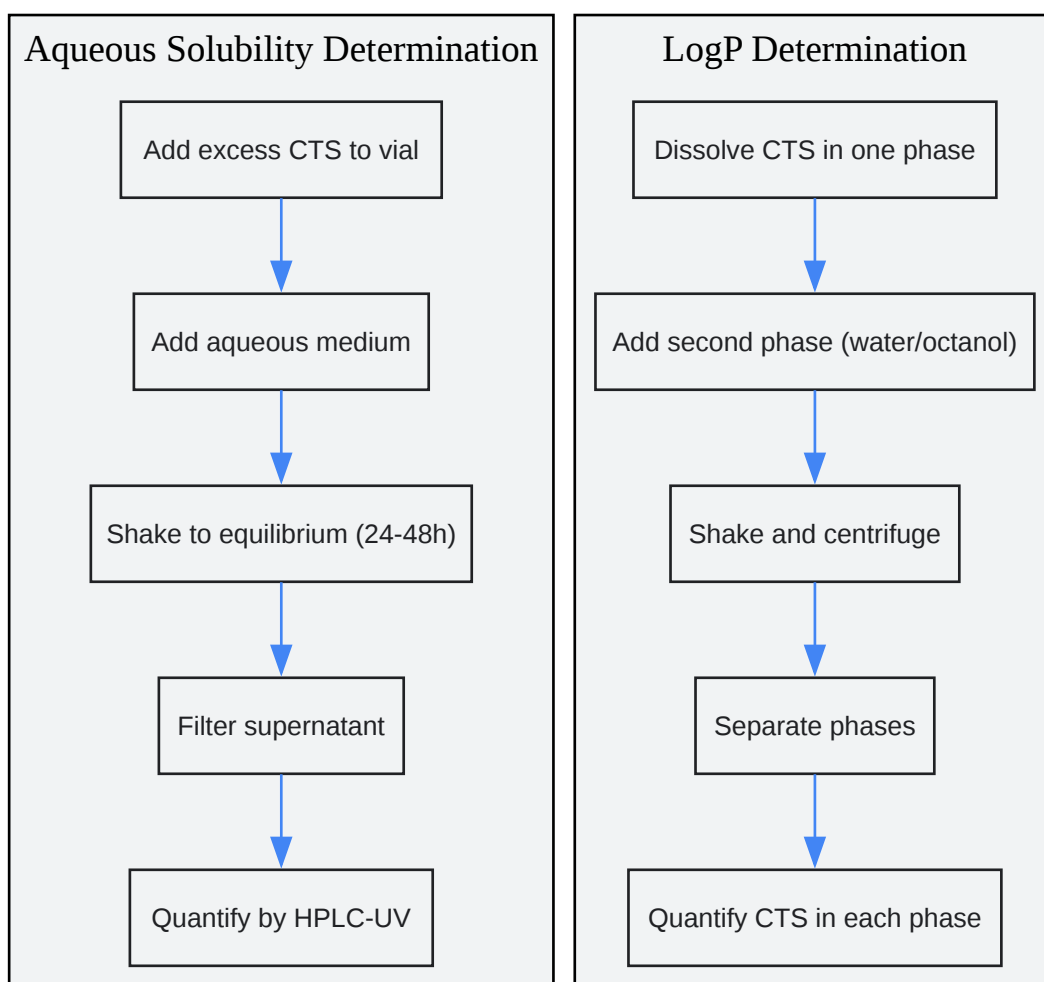 Aqueous Solubility Determination
Add excess CTS to vial
Add aqueous medium
Shake to equilibrium (24-48h)
Filter supernatant
Quantify by HPLC-UV
LogP Determination
Dissolve CTS in one phase
Add second phase (water/octanol)
Shake and centrifuge
Separate phases
Quantify CTS in each phase